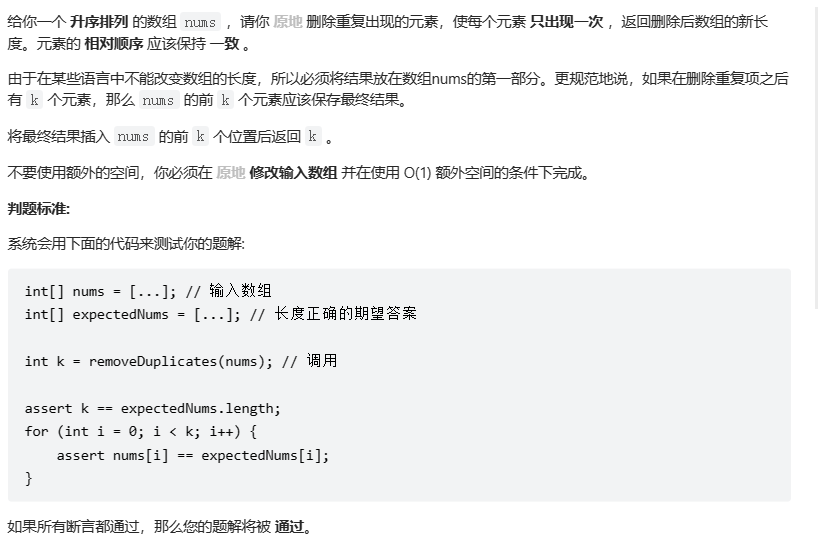 给你一个 升序排列 的数组 nums ，请你 原地 删除重复出现的元素，使每个元素 只出现一次 ，返回删除后数组的新长
度。元素的 相对顺序 应该保持 一致 。
由于在某些语言中不能改变数组的长度，所以必须将结果放在数组nums的第一部分。更规范地说，如果在删除重复项之后
有 k 个元素，那么 nums 的前 k 个元素应该保存最终结果。
将最终结果插入 nums 的前 k 个位置后返回 k 。
不要使用额外的空间，你必须在 原地 修改输入数组 并在使用 O(1) 额外空间的条件下完成。
判题标准:
系统会用下面的代码来测试你的题解:
int[] nums = [...]; // 输入数组
int[] expectedNums = [...]; // 长度正确的期望答案
int k = removeDuplicates(nums); // 调用
assert k == expectedNums.length;
for (int i = 0; i < k; i++) {
    assert nums[i] == expectedNums[i];
}
如果所有断言都通过，那么您的题解将被 通过。